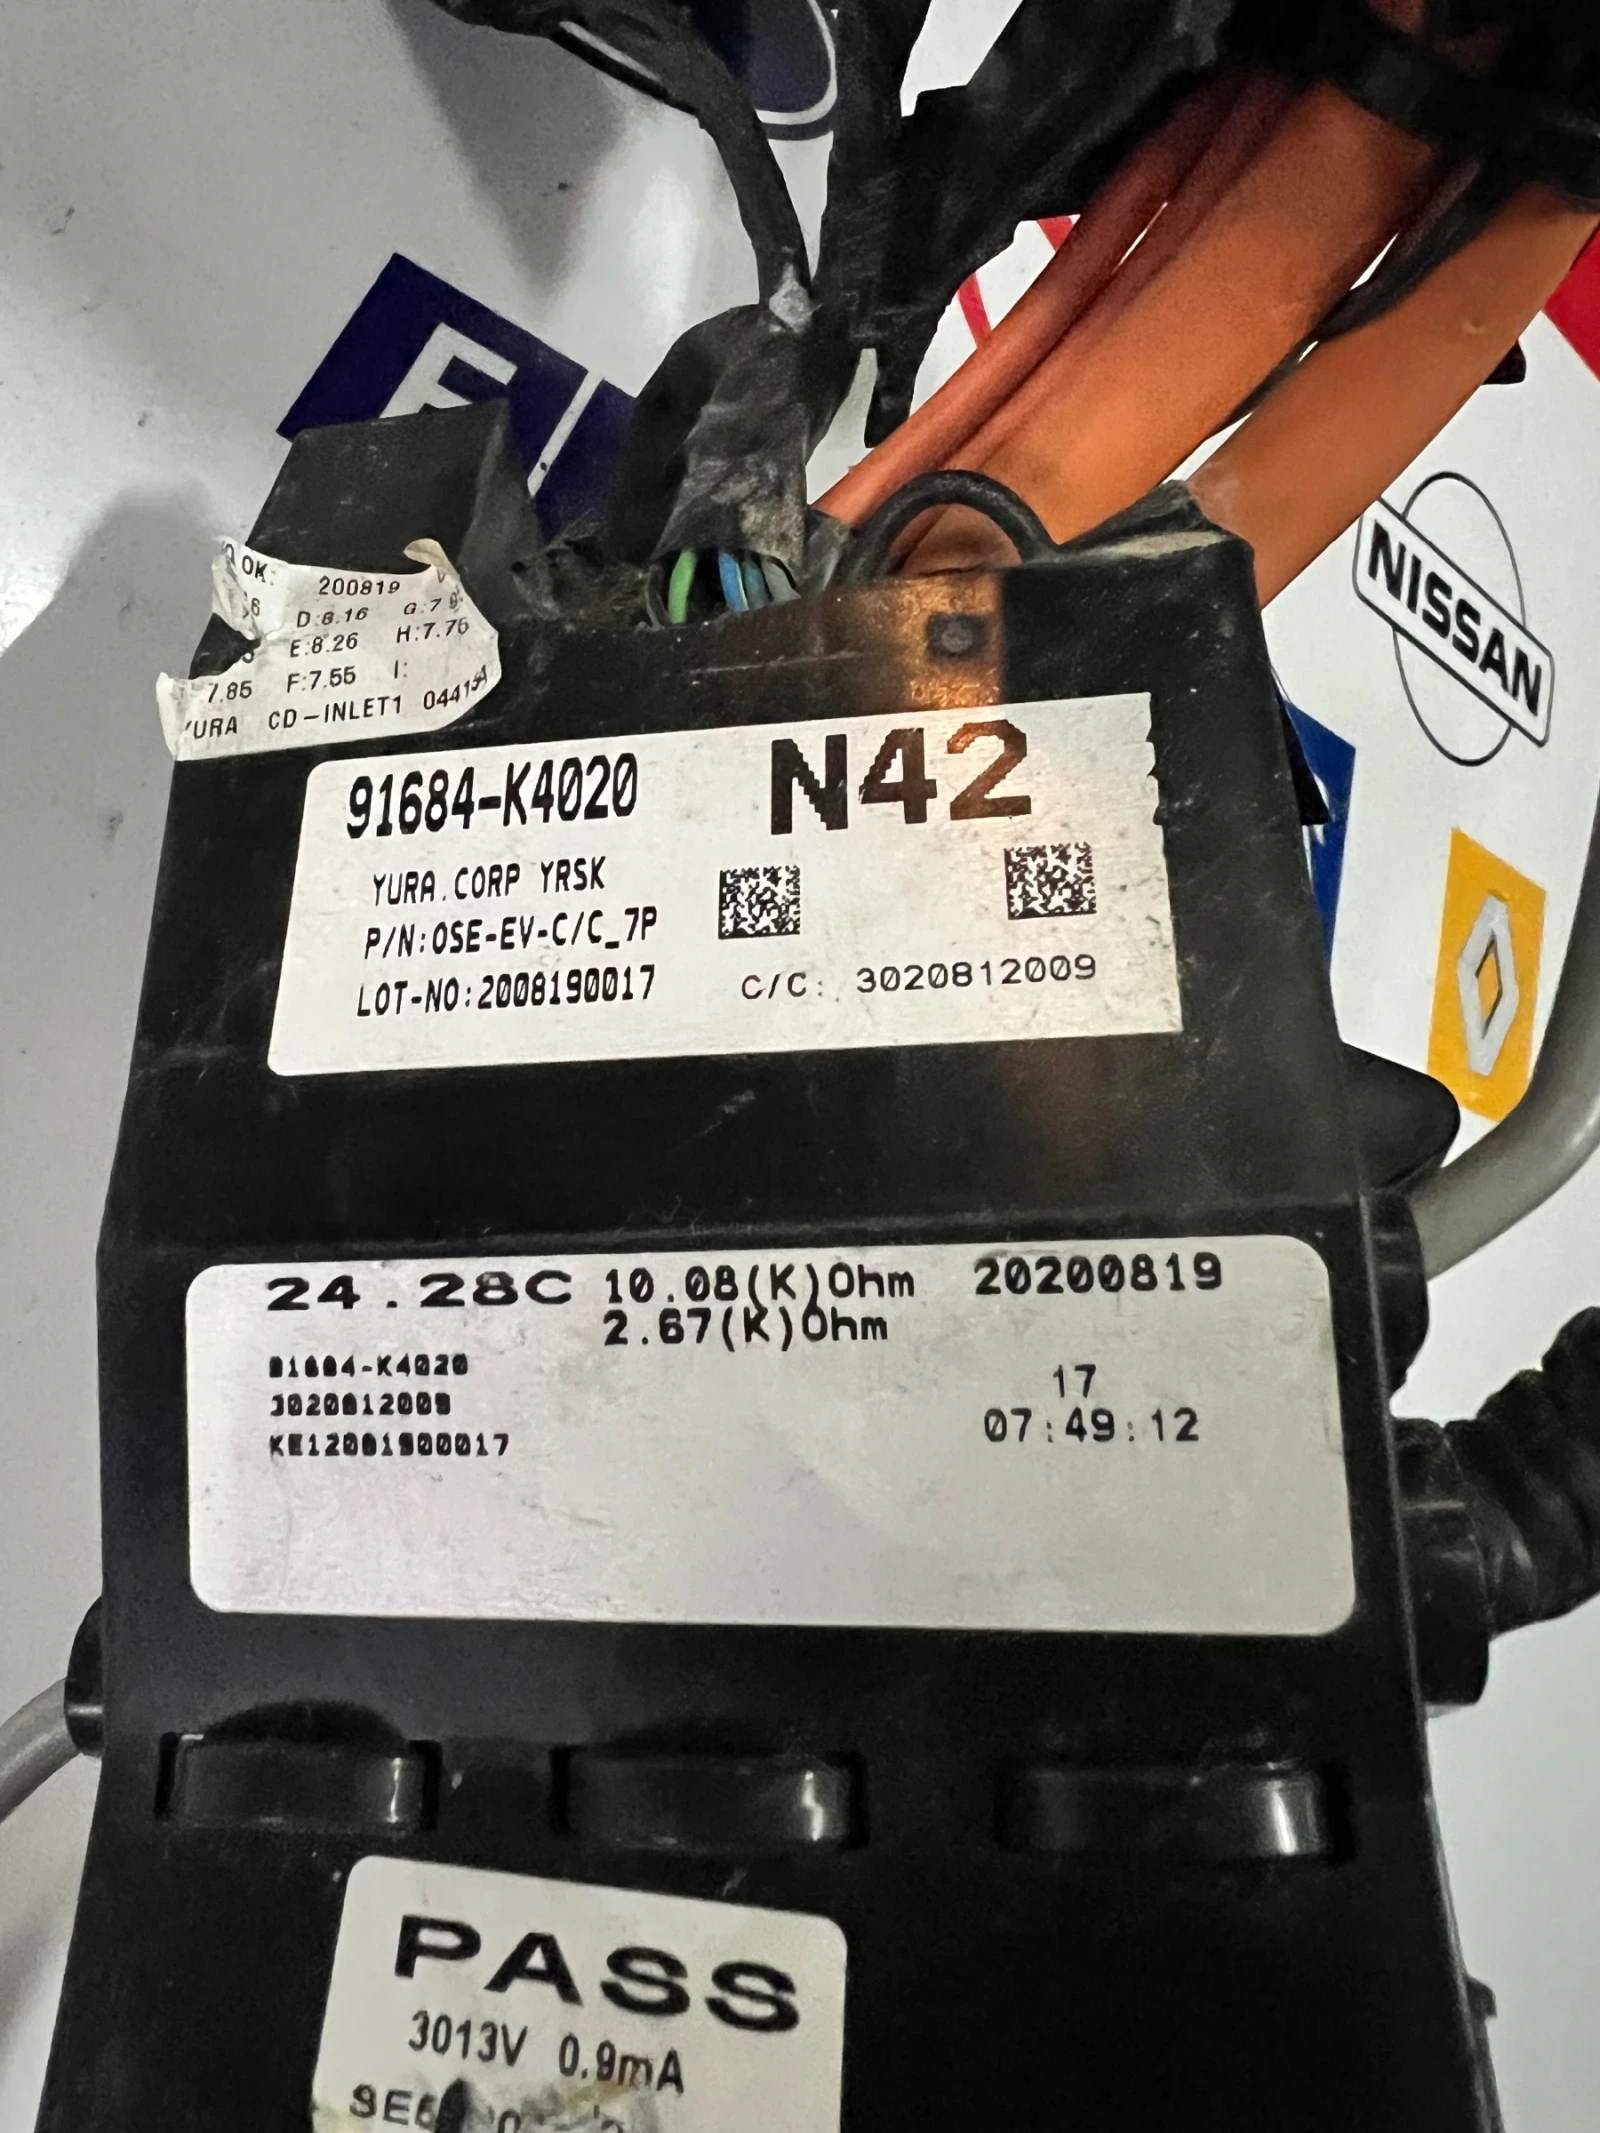 OK: 200819
D:8.16
E:8.26 H:7.76
7.85 F:7.55 I:
YURA CD-INLET1
NISSAN
91684-K4020 N42
YURA.CORP YRSK
P/N:OSE-EV-C/C_7P
LOT-NO:2008190017 C/C: 3020812009
24.28C 10.08(K)Ohm 20200819
2.67(K)Ohm
91684-K4020 17
3020812009 07:49:12
PASS
3013V 0.9mA